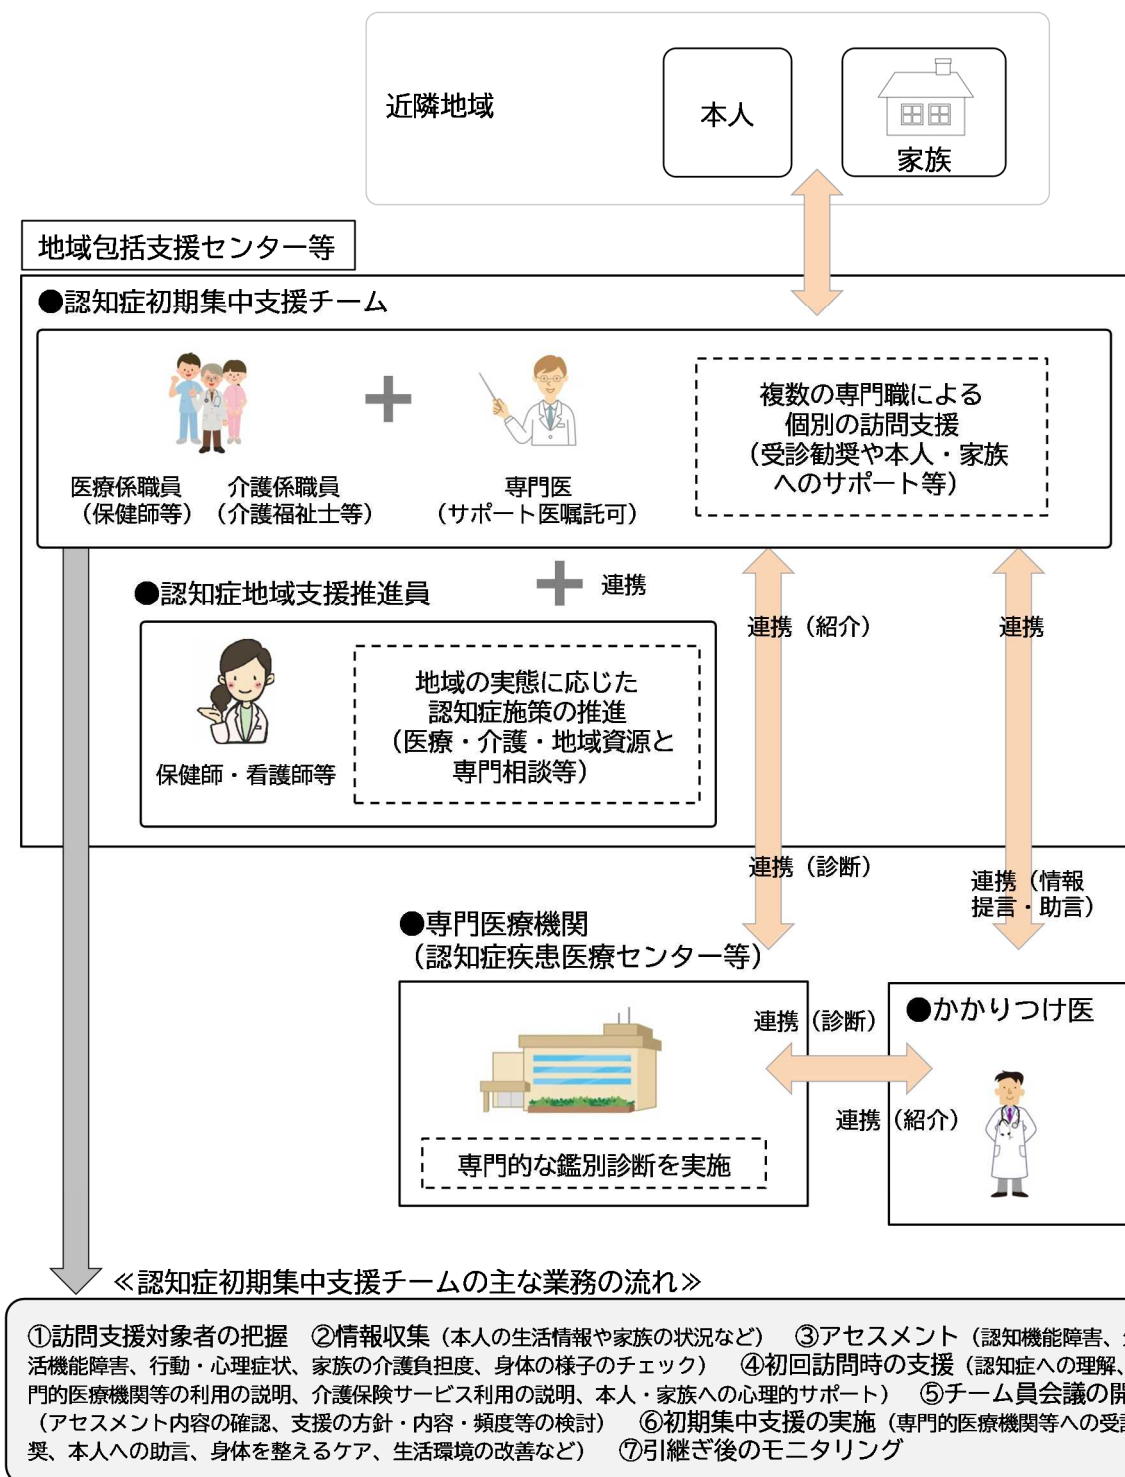 近隣地域
本人
家族
地域包括支援センター等
●認知症初期集中支援チーム
医療係職員
（保健師等）
介護係職員
（介護福祉士等）
専門医
（サポート医嘱託可）
複数の専門職による
個別の訪問支援
（受診勧奨や本人・家族
へのサポート等）
●認知症地域支援推進員
連携
保健師・看護師等
地域の実態に応じた
認知症施策の推進
（医療・介護・地域資源と
専門相談等）
連携（紹介）
連携
連携（診断）
連携（情報
提言・助言）
●専門医療機関
（認知症疾患医療センター等）
専門的な鑑別診断を実施
連携（診断）
連携（紹介）
●かかりつけ医
≪認知症初期集中支援チームの主な業務の流れ≫
①訪問支援対象者の把握　②情報収集（本人の生活情報や家族の状況など）　③アセスメント（認知機能障害、
活機能障害、行動・心理症状、家族の介護負担度、身体の様子のチェック）　④初回訪問時の支援（認知症への理解、
門的医療機関等の利用の説明、介護保険サービス利用の説明、本人・家族への心理的サポート）　⑤チーム員会議の開
（アセスメント内容の確認、支援の方針・内容・頻度等の検討）　⑥初期集中支援の実施（専門的医療機関等への受
奨、本人への助言、身体を整えるケア、生活環境の改善など）　⑦引継ぎ後のモニタリング